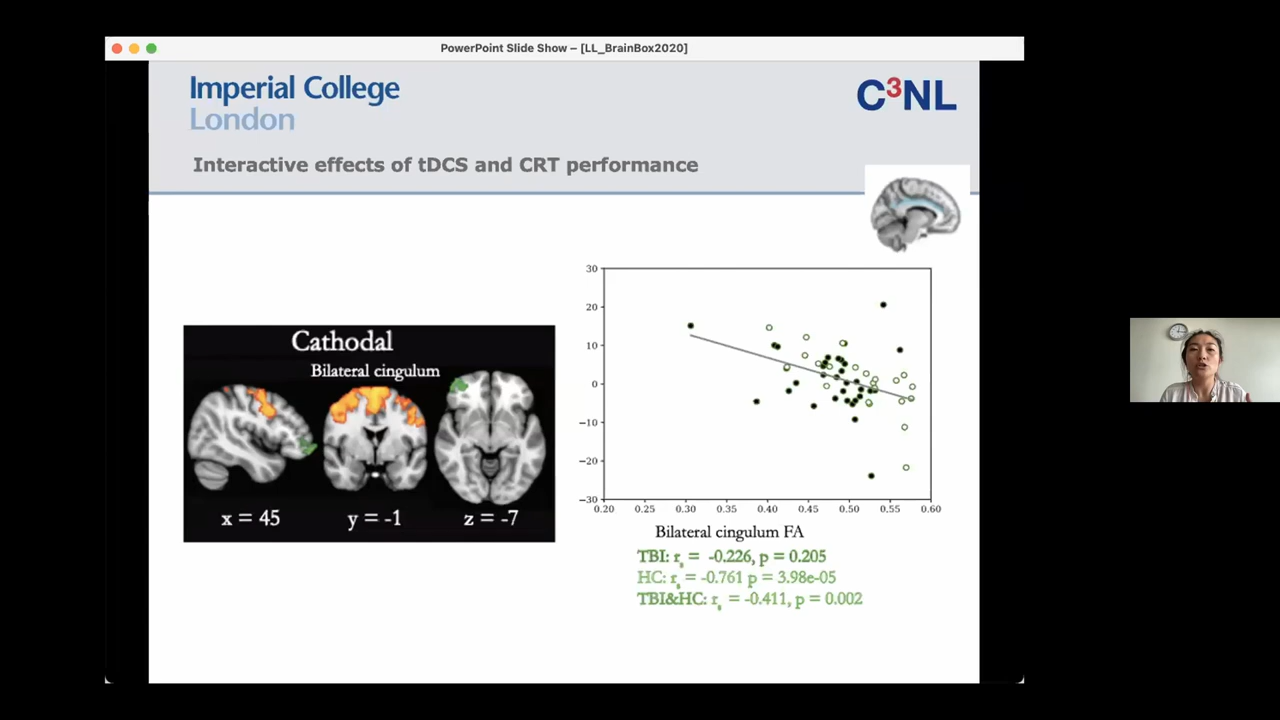 PowerPoint Slide Show – [LL_BrainBox2020]
Imperial College
London
C3NL
Interactive effects of tDCS and CRT performance
Cathodal
Bilateral cingulum
x = 45
y = -1
z = -7
30
20
10
0
−10
−20
−30
0.20 0.25 0.30 0.35 0.40 0.45 0.50 0.55 0.60
Bilateral cingulum FA
TBI: rs = -0.226, p = 0.205
HC: rs = -0.761 p = 3.98e-05
TBI&HC: rs = -0.411, p = 0.002